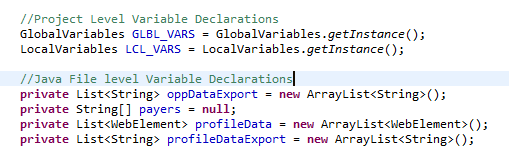 //Project Level Variable Declarations
GlobalVariables GLBL_VARS = GlobalVariables.getInstance();
LocalVariables LCL_VARS = LocalVariables.getInstance();
//Java File level Variable Declarations
private List<String> oppDataExport = new ArrayList<String>();
private String[] payers = null;
private List<WebElement> profileData = new ArrayList<WebElement>();
private List<String> profileDataExport = new ArrayList<String>();